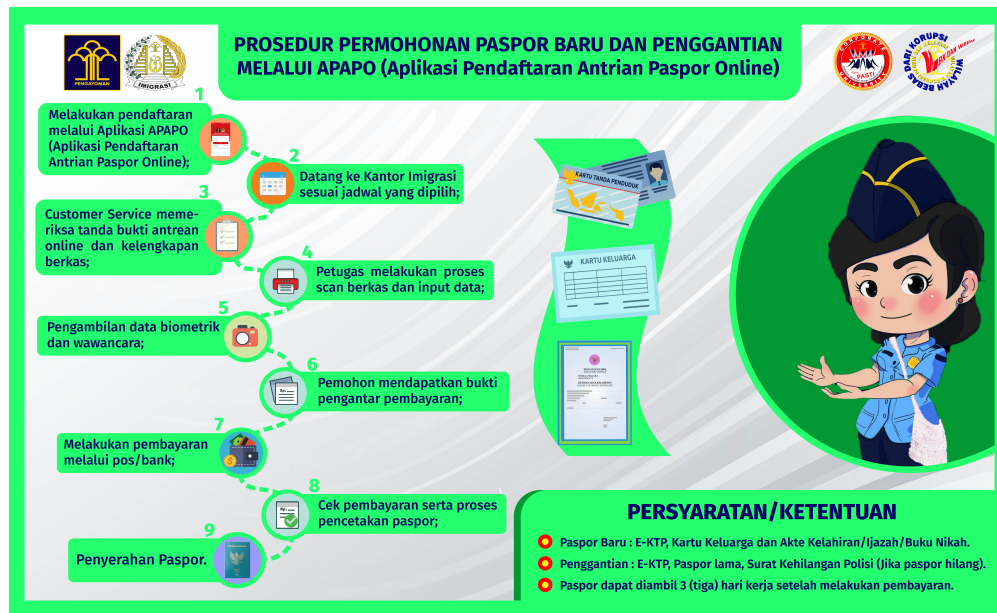 PROSEDUR PERMOHONAN PASPOR BARU DAN PENGGANTIAN
MELALUI APAPO (Aplikasi Pendaftaran Antrian Paspor Online)
PENGAYOMAN
IMIGRASI
PASTI
WILAYAH BEBAS DARI KORUPSI
1
Melakukan pendaftaran
melalui Aplikasi APAPO
(Aplikasi Pendaftaran
Antrian Paspor Online);
2
Datang ke Kantor Imigrasi
sesuai jadwal yang dipilih;
3
Customer Service meme-
riksa tanda bukti antrean
online dan kelengkapan
berkas;
4
Petugas melakukan proses
scan berkas dan input data;
5
Pengambilan data biometrik
dan wawancara;
6
Pemohon mendapatkan bukti
pengantar pembayaran;
7
Melakukan pembayaran
melalui pos/bank;
8
Cek pembayaran serta proses
pencetakan paspor;
9
Penyerahan Paspor.
KARTU TANDA PENDUDUK
KARTU KELUARGA
PERSYARATAN/KETENTUAN
Paspor Baru : E-KTP, Kartu Keluarga dan Akte Kelahiran/Ijazah/Buku Nikah.
Penggantian : E-KTP, Paspor lama, Surat Kehilangan Polisi (Jika paspor hilang).
Paspor dapat diambil 3 (tiga) hari kerja setelah melakukan pembayaran.